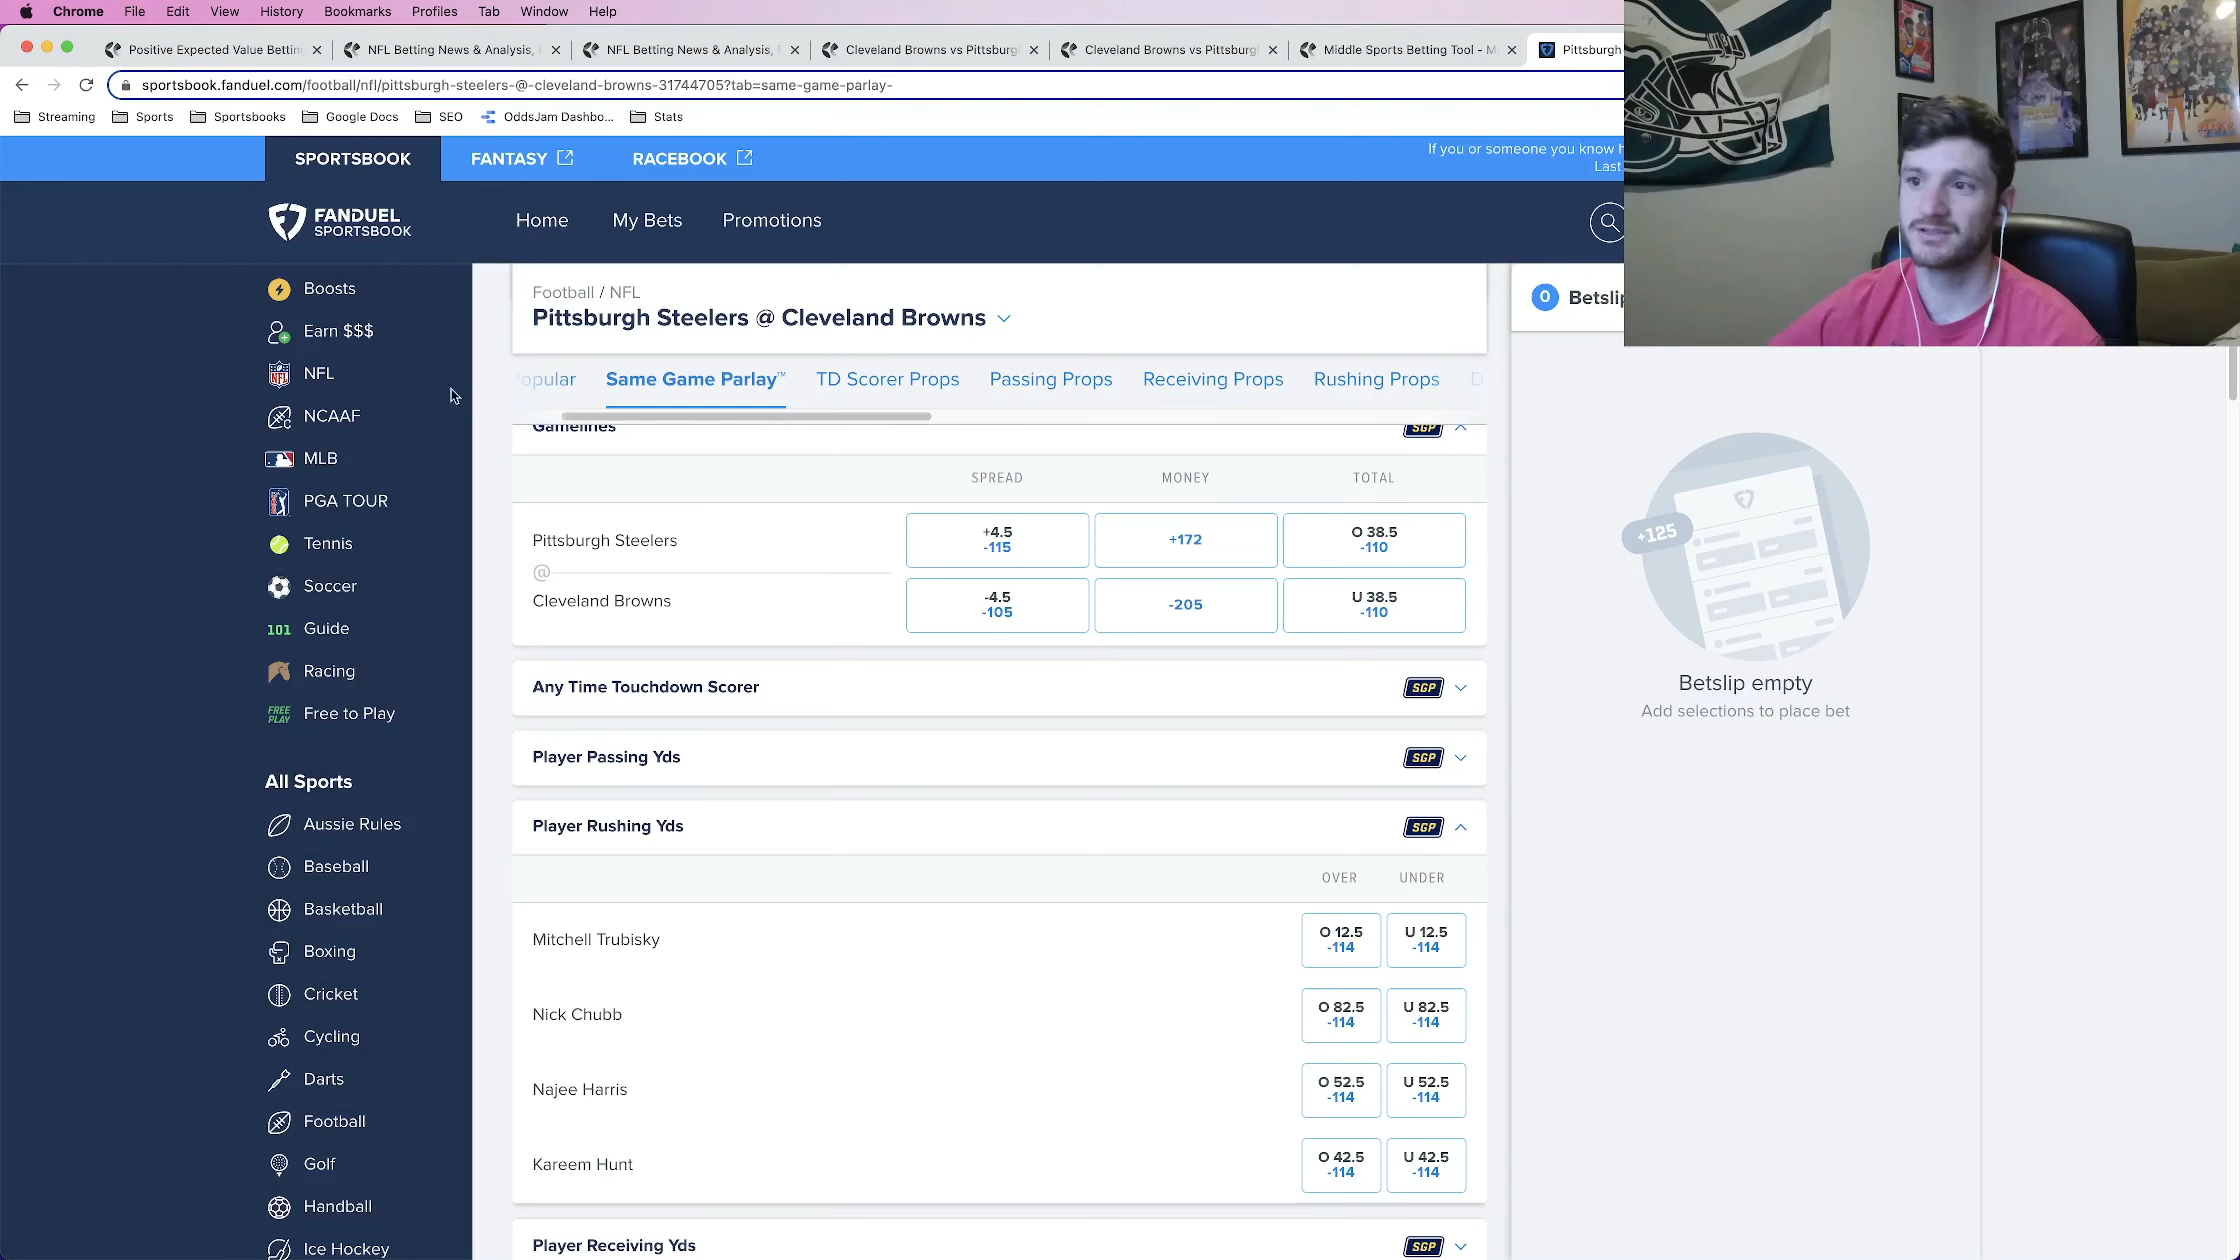 Chrome File Edit View History Bookmarks Profiles Tab Window Help
Positive Expected Value Bettin
NFL Betting News & Analysis,
NFL Betting News & Analysis,
Cleveland Browns vs Pittsburg
Cleveland Browns vs Pittsburg
Middle Sports Betting Tool - M
Pittsburgh
sportsbook.fanduel.com/football/nfl/pittsburgh-steelers-@-cleveland-browns-31744705?tab=same-game-parlay-
Streaming Sports Sportsbooks Google Docs SEO OddsJam Dashbo... Stats
SPORTSBOOK FANTASY RACEBOOK
If you or someone you know h
Last
FANDUEL
SPORTSBOOK
Home My Bets Promotions
Boosts
Earn $$$
NFL
NCAAF
MLB
PGA TOUR
Tennis
Soccer
101 Guide
Racing
FREE
PLAY
Free to Play
All Sports
Aussie Rules
Baseball
Basketball
Boxing
Cricket
Cycling
Darts
Football
Golf
Handball
Ice Hockey
Football / NFL
Pittsburgh Steelers @ Cleveland Browns
opular Same Game Parlay™ TD Scorer Props Passing Props Receiving Props Rushing Props D
Gamelines SGP
SPREAD MONEY TOTAL
Pittsburgh Steelers
+4.5
-115
+172
O 38.5
-110
@
Cleveland Browns
-4.5
-105
-205
U 38.5
-110
Any Time Touchdown Scorer SGP
Player Passing Yds SGP
Player Rushing Yds SGP
OVER UNDER
Mitchell Trubisky
O 12.5 U 12.5
-114 -114
Nick Chubb
O 82.5 U 82.5
-114 -114
Najee Harris
O 52.5 U 52.5
-114 -114
Kareem Hunt
O 42.5 U 42.5
-114 -114
Player Receiving Yds SGP
0 Betslip
+125
Betslip empty
Add selections to place bet